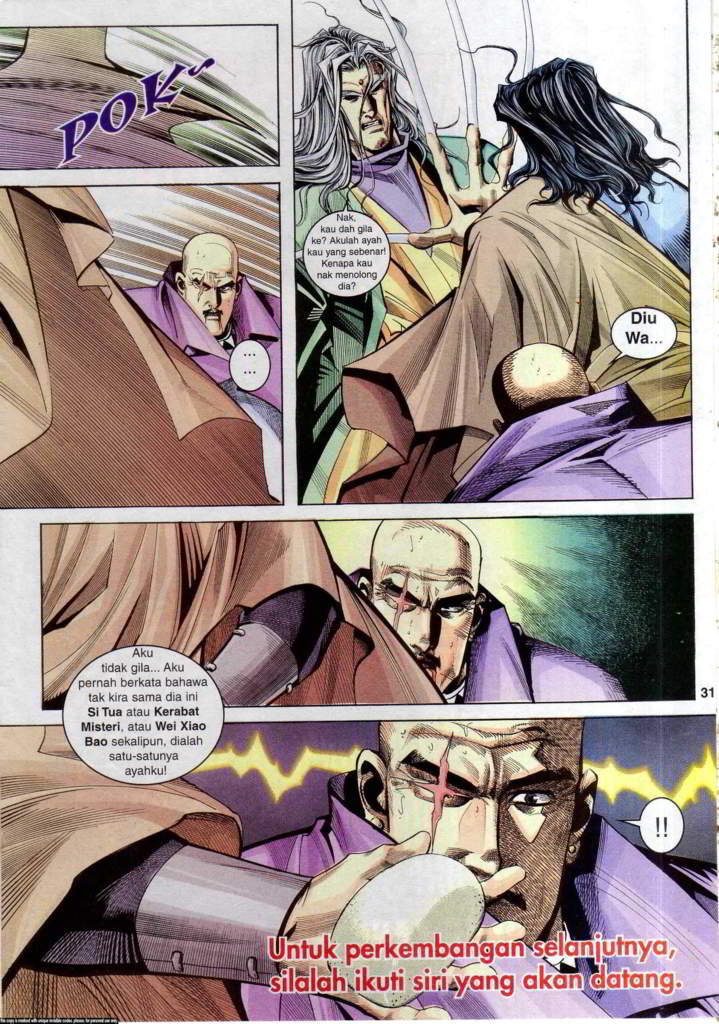 POK~
Nak,
kau dah gila
ke? Akulah ayah
kau yang sebenar!
Kenapa kau
nak menolong
dia?
Diu
Wa...
...
...
Aku
tidak gila... Aku
pernah berkata bahawa
tak kira sama dia ini
Si Tua atau Kerabat
Misteri, atau Wei Xiao
Bao sekalipun, dialah
satu-satunya
ayahku!
31
!!
Untuk perkembangan selanjutnya,
silalah ikuti siri yang akan datang.